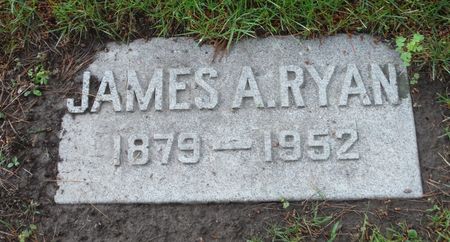 JAMES A. RYAN
1879 — 1952